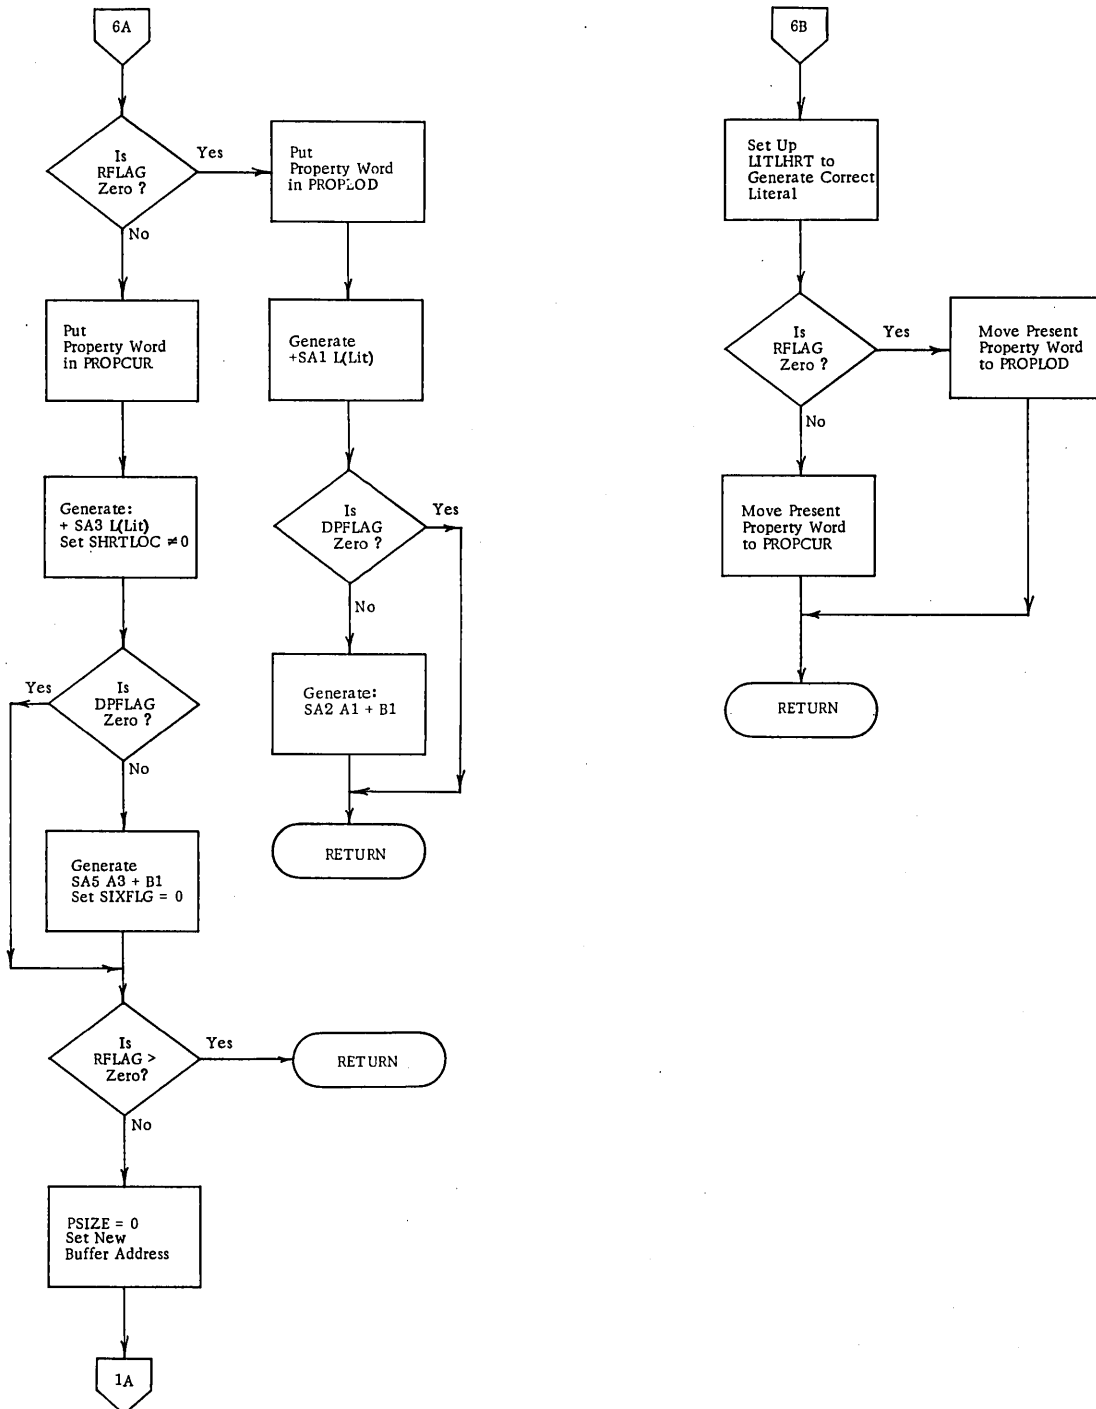 6A
Is
RFLAG
Zero ?
Yes
No
Put
Property Word
in PROPLOD
Put
Property Word
in PROPCUR
Generate
+SA1 L(Lit)
Generate:
+ SA3 L(Lit)
Set SHRTLOC ≠ 0
Is
DPFLAG
Zero ?
Yes
No
Is
DPFLAG
Zero ?
Yes
No
Generate:
SA2 A1 + B1
RETURN
Generate
SA5 A3 + B1
Set SIXFLG = 0
Is
RFLAG >
Zero?
Yes
No
RETURN
PSIZE = 0
Set New
Buffer Address
1A
6B
Set Up
LITLHRT to
Generate Correct
Literal
Is
RFLAG
Zero ?
Yes
No
Move Present
Property Word
to PROPLOD
Move Present
Property Word
to PROPCUR
RETURN